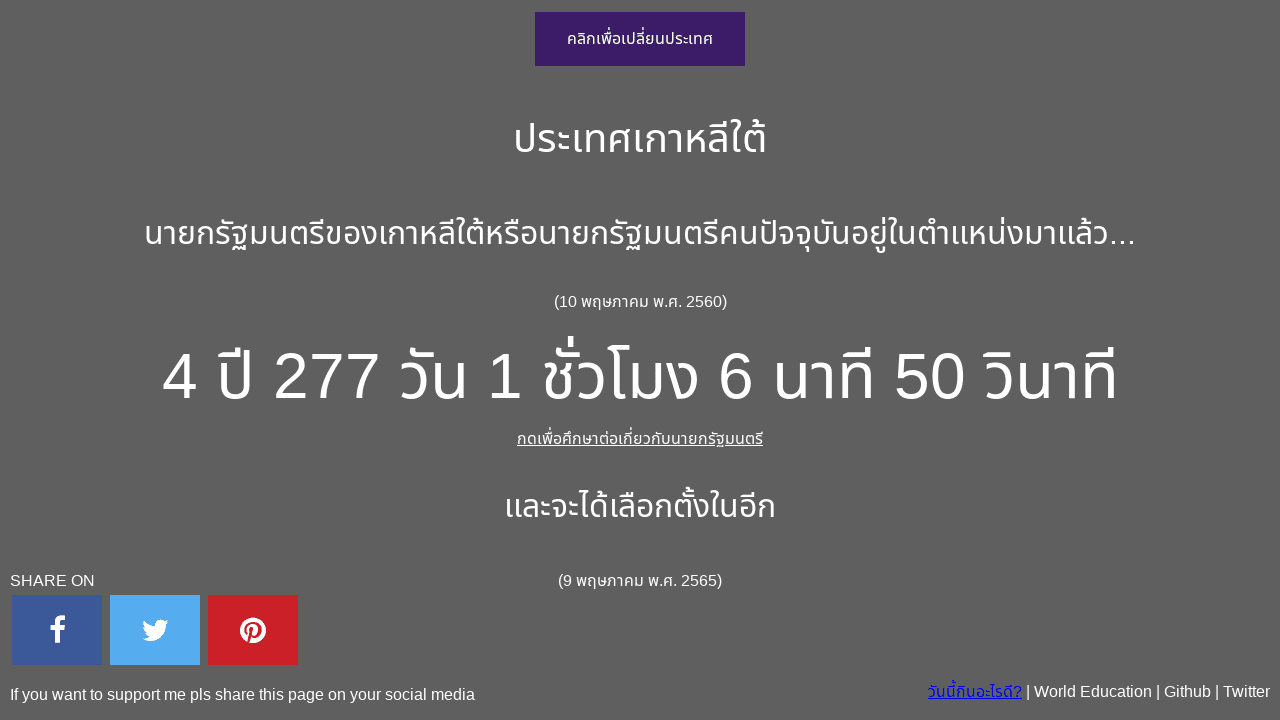 คลิกเพื่อเปลี่ยนประเทศ
ประเทศเกาหลีใต้
นายกรัฐมนตรีของเกาหลีใต้หรือนายกรัฐมนตรีคนปัจจุบันอยู่ในตำแหน่งมาแล้ว...
(10 พฤษภาคม พ.ศ. 2560)
4 ปี 277 วัน 1 ชั่วโมง 6 นาที 50 วินาที
กดเพื่อศึกษาต่อเกี่ยวกับนายกรัฐมนตรี
และจะได้เลือกตั้งในอีก
(9 พฤษภาคม พ.ศ. 2565)
SHARE ON
If you want to support me pls share this page on your social media
วันนี้กินอะไรดี? | World Education | Github | Twitter